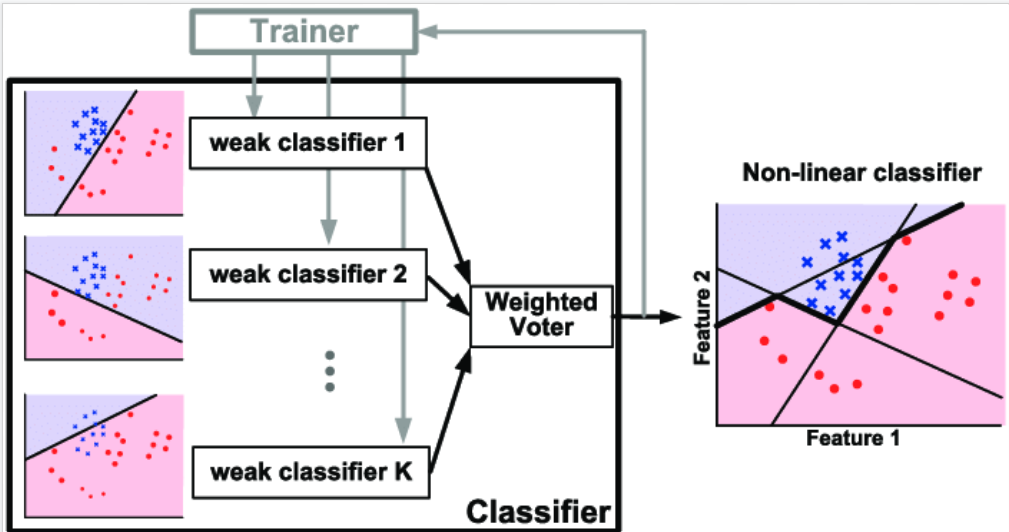 Trainer
weak classifier 1
Non-linear classifier
weak classifier 2
Weighted
Voter
Feature 2
weak classifier K
Feature 1
Classifier